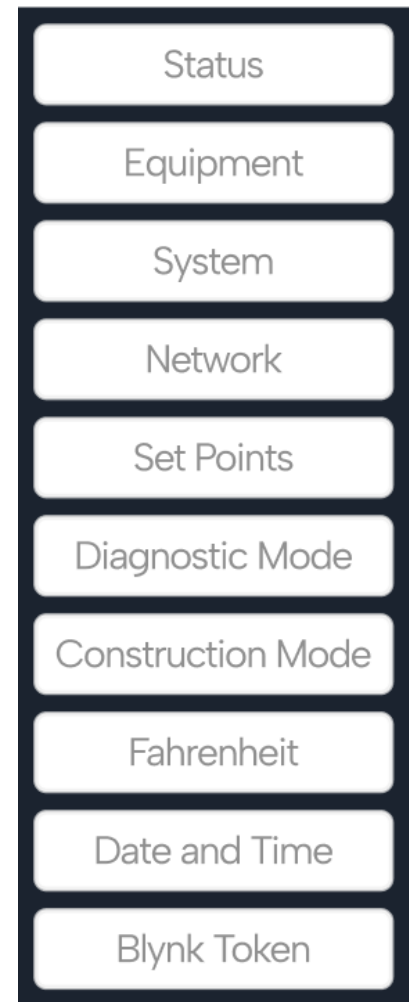 Status
Equipment
System
Network
Set Points
Diagnostic Mode
Construction Mode
Fahrenheit
Date and Time
Blynk Token